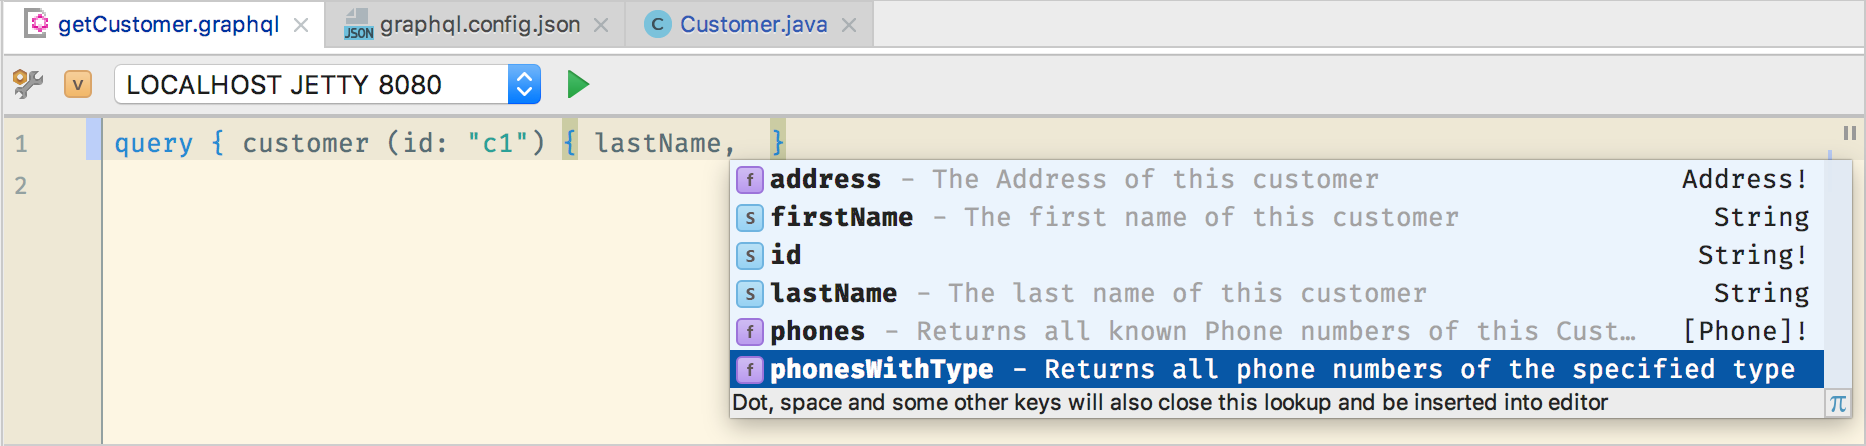 getCustomer.graphql JSON graphql.config.json C Customer.java
V LOCALHOST JETTY 8080
1 query { customer (id: "c1") { lastName,  }
2
f address – The Address of this customer Address!
S firstName – The first name of this customer String
S id String!
S lastName – The last name of this customer String
f phones – Returns all known Phone numbers of this Cust… [Phone]!
f phonesWithType – Returns all phone numbers of the specified type
Dot, space and some other keys will also close this lookup and be inserted into editor π